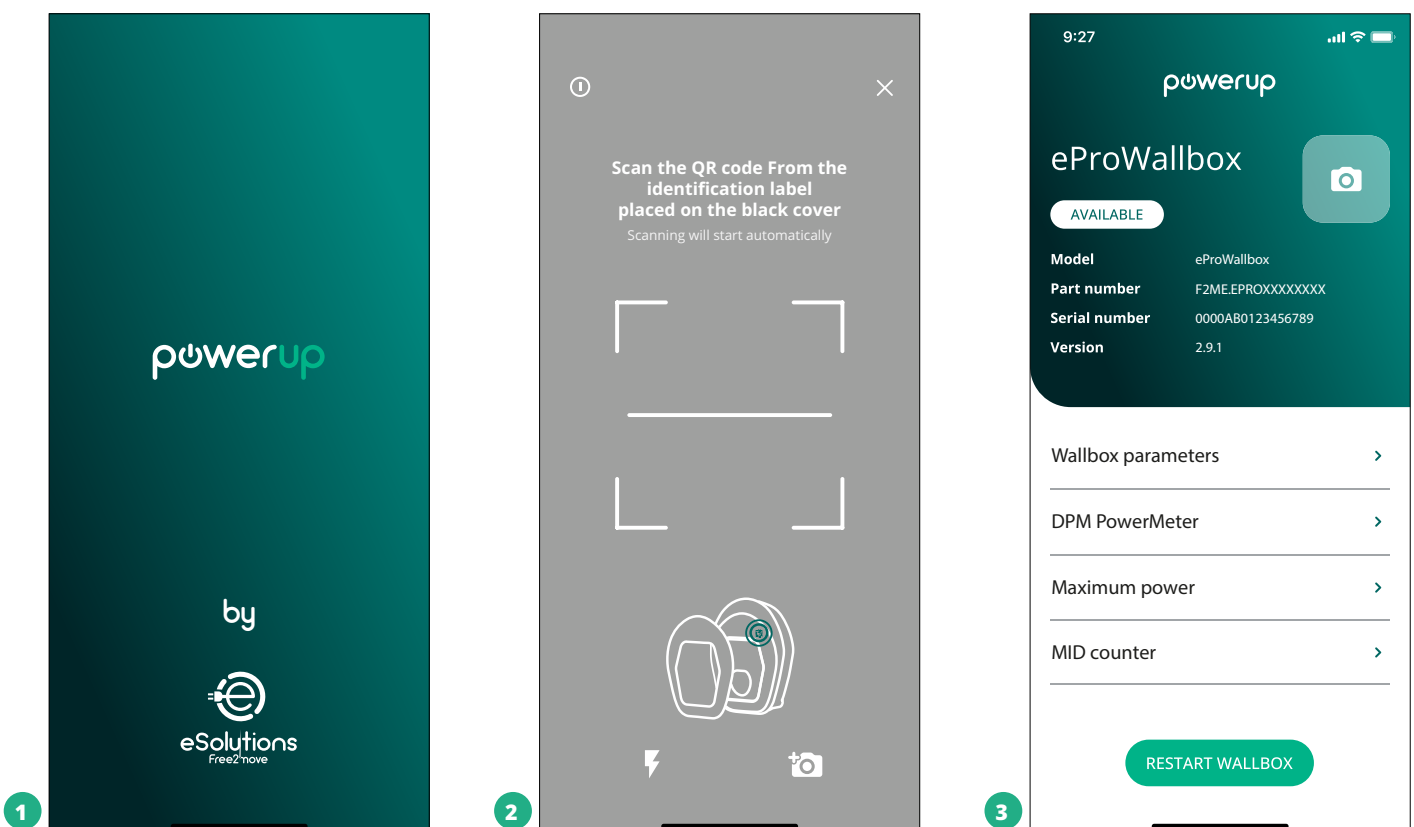 powerup
by
eSolutions
Free2move
1
Scan the QR code From the
identification label
placed on the black cover
Scanning will start automatically
2
9:27
powerup
eProWallbox
AVAILABLE
Model eProWallbox
Part number F2ME.EPROXXXXXXXX
Serial number 0000AB0123456789
Version 2.9.1
Wallbox parameters
DPM PowerMeter
Maximum power
MID counter
RESTART WALLBOX
3